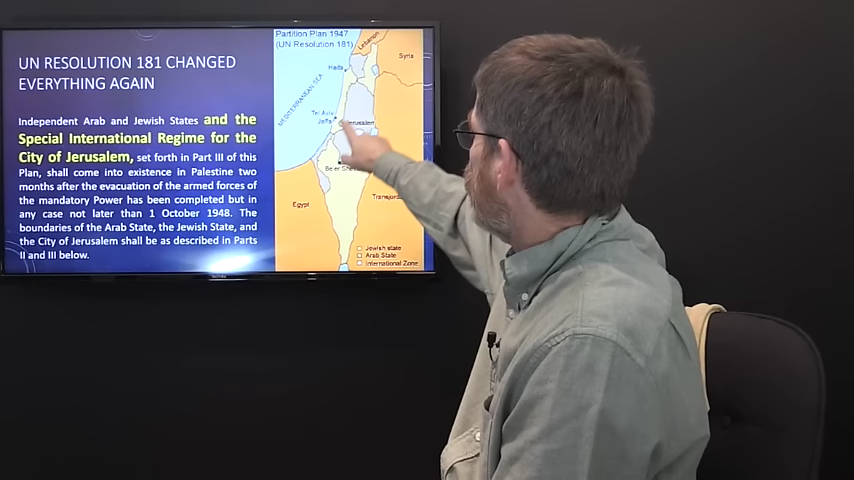 UN RESOLUTION 181 CHANGED
EVERYTHING AGAIN
Independent Arab and Jewish States and the
Special International Regime for the
City of Jerusalem, set forth in Part III of this
Plan, shall come into existence in Palestine two
months after the evacuation of the armed forces of
the mandatory Power has been completed but in
any case not later than 1 October 1948. The
boundaries of the Arab State, the Jewish State, and
the City of Jerusalem shall be as described in Parts
II and III below.
Partition Plan 1947
(UN Resolution 181)
Lebanon
Syria
Haifa
MEDITERRANEAN SEA
Tel Aviv
Jaffa
Jerusalem
Be'er Sheva
Egypt
Jewish state
Arab State
International Zone